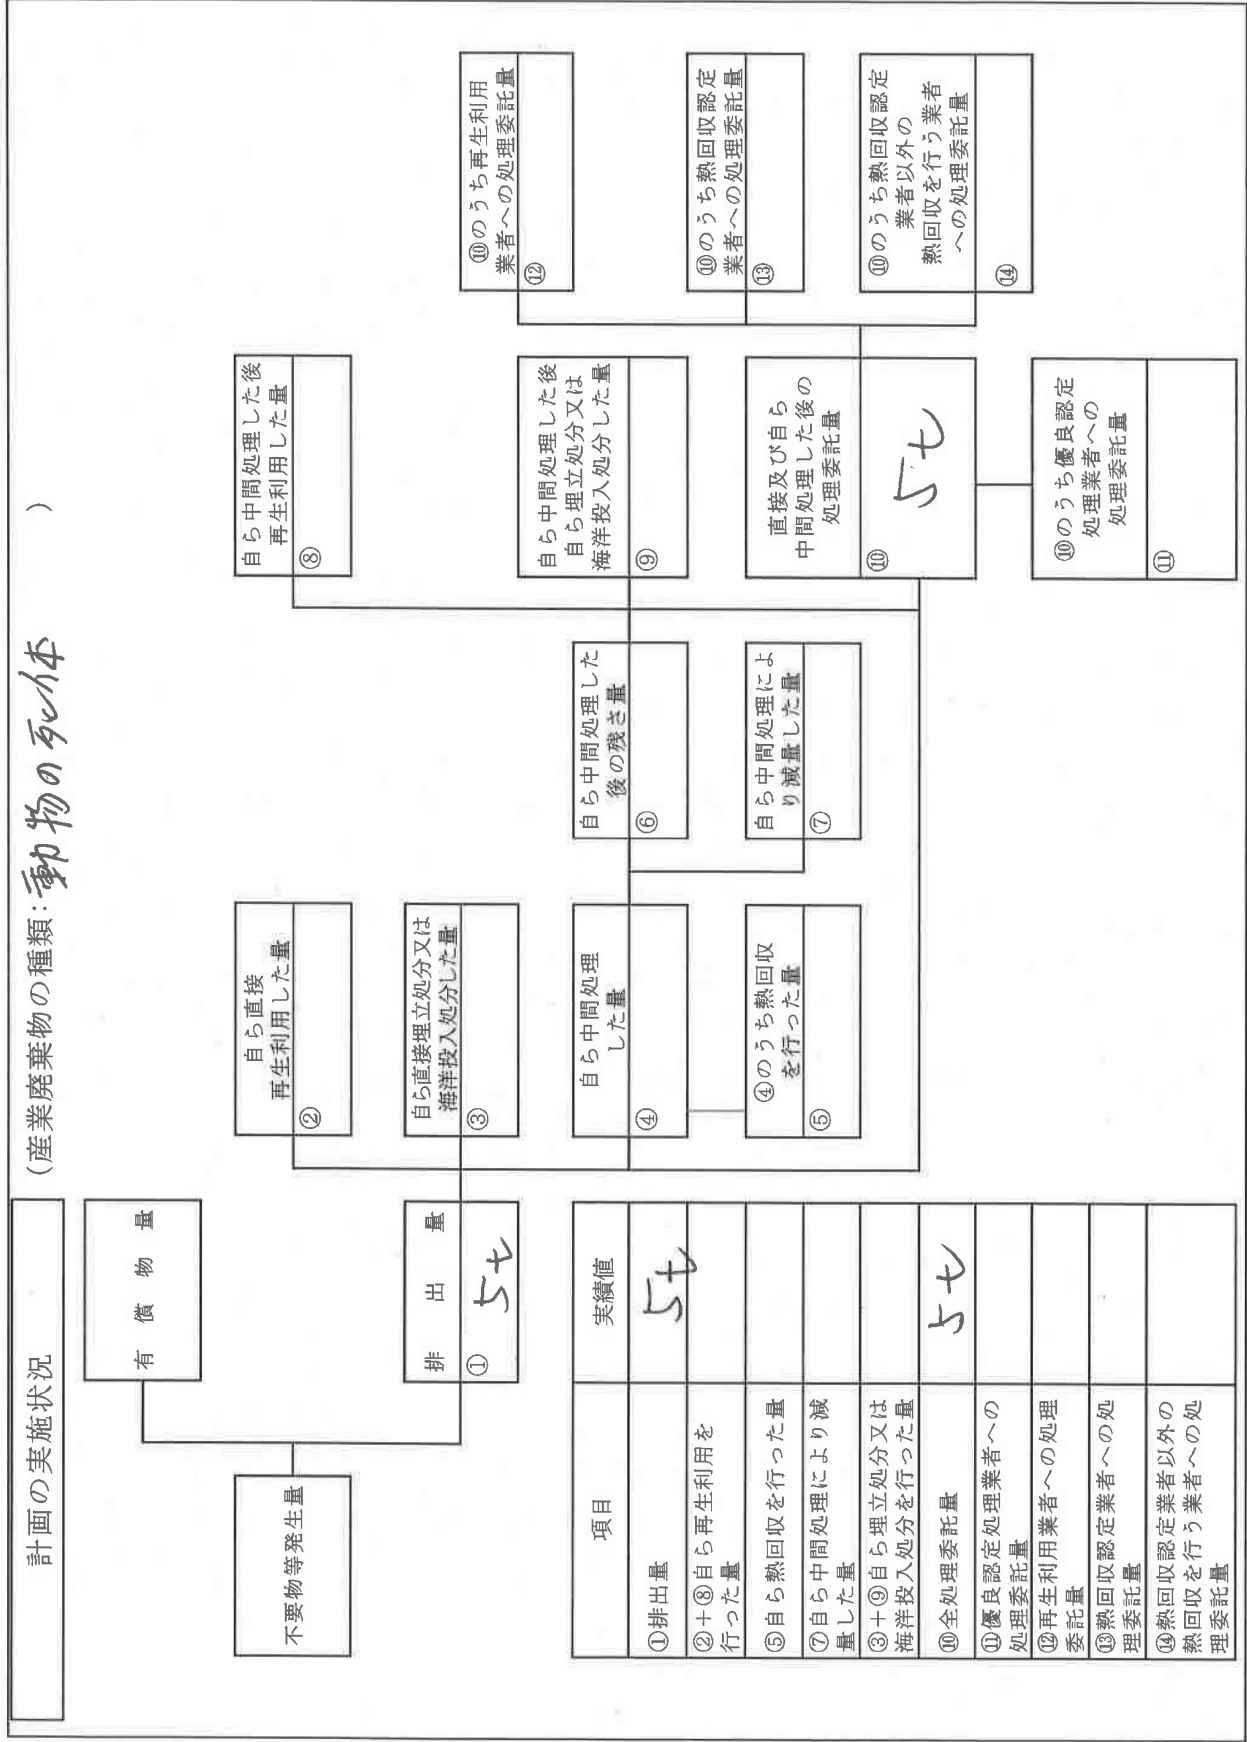 計画の実施状況
(産業廃棄物の種類:動物の死体 )
有償物量
不要物等発生量
排出量
① 5t
自ら直接
再生利用した量
②
自ら直接埋立処分又は
海洋投入処分した量
③
自ら中間処理
した量
④
④のうち熱回収
を行った量
⑤
自ら中間処理した
後の残さ量
⑥
自ら中間処理によ
り減量した量
⑦
自ら中間処理した後
再生利用した量
⑧
自ら中間処理した後
自ら埋立処分又は
海洋投入処分した量
⑨
直接及び自ら
中間処理した後の
処理委託量
⑩ 5t
⑩のうち優良認定
処理業者への
処理委託量
⑪
⑩のうち再生利用
業者への処理委託量
⑫
⑩のうち熱回収認定
業者への処理委託量
⑬
⑩のうち熱回収認定
業者以外の
熱回収を行う業者
への処理委託量
⑭
項目 実績値
①排出量 5t
②+⑧自ら再生利用を
行った量
⑤自ら熱回収を行った量
⑦自ら中間処理により減
量した量
③+⑨自ら埋立処分又は
海洋投入処分を行った量
⑩全処理委託量 5t
⑪優良認定処理業者への
処理委託量
⑫再生利用業者への処理
委託量
⑬熱回収認定業者への処
理委託量
⑭熱回収認定業者以外の
熱回収を行う業者への処
理委託量